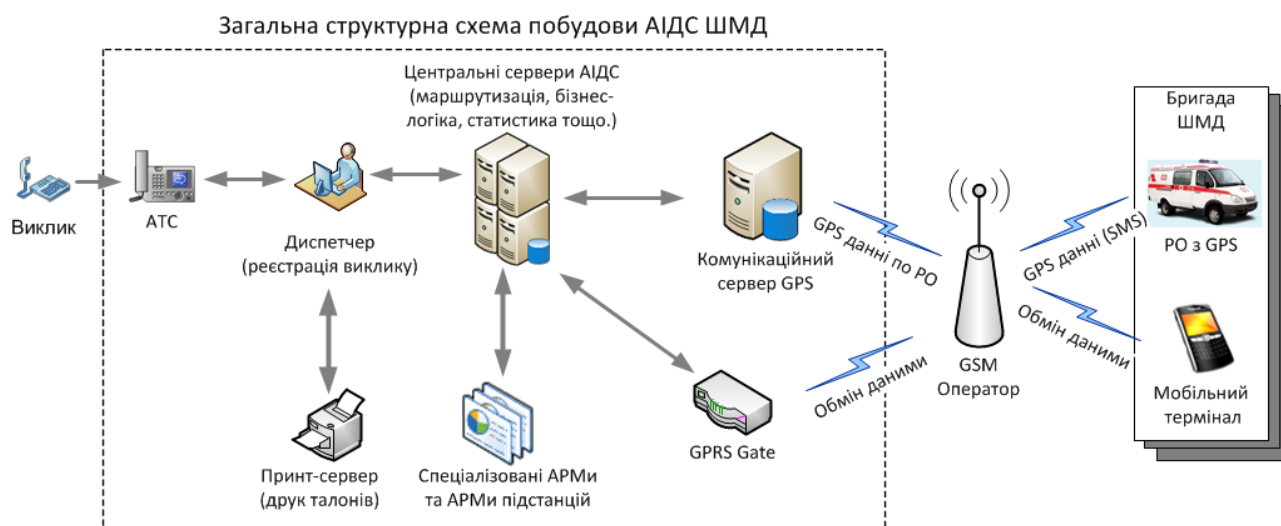 Загальна структурна схема побудови АІДС ШМД
Центральні сервери АІДС
(маршрутизація, бізнес-
логіка, статистика тощо.)
Бригада
ШМД
Виклик
АТС
Диспетчер
(реєстрація виклику)
Комунікаційний
сервер GPS
GPS данні по РО
GPS данні (SMS)
РО з GPS
Обмін даними
Обмін даними
GSM
Оператор
Мобільний
термінал
GPRS Gate
Принт-сервер
(друк талонів)
Спеціалізовані АРМи
та АРМи підстанцій